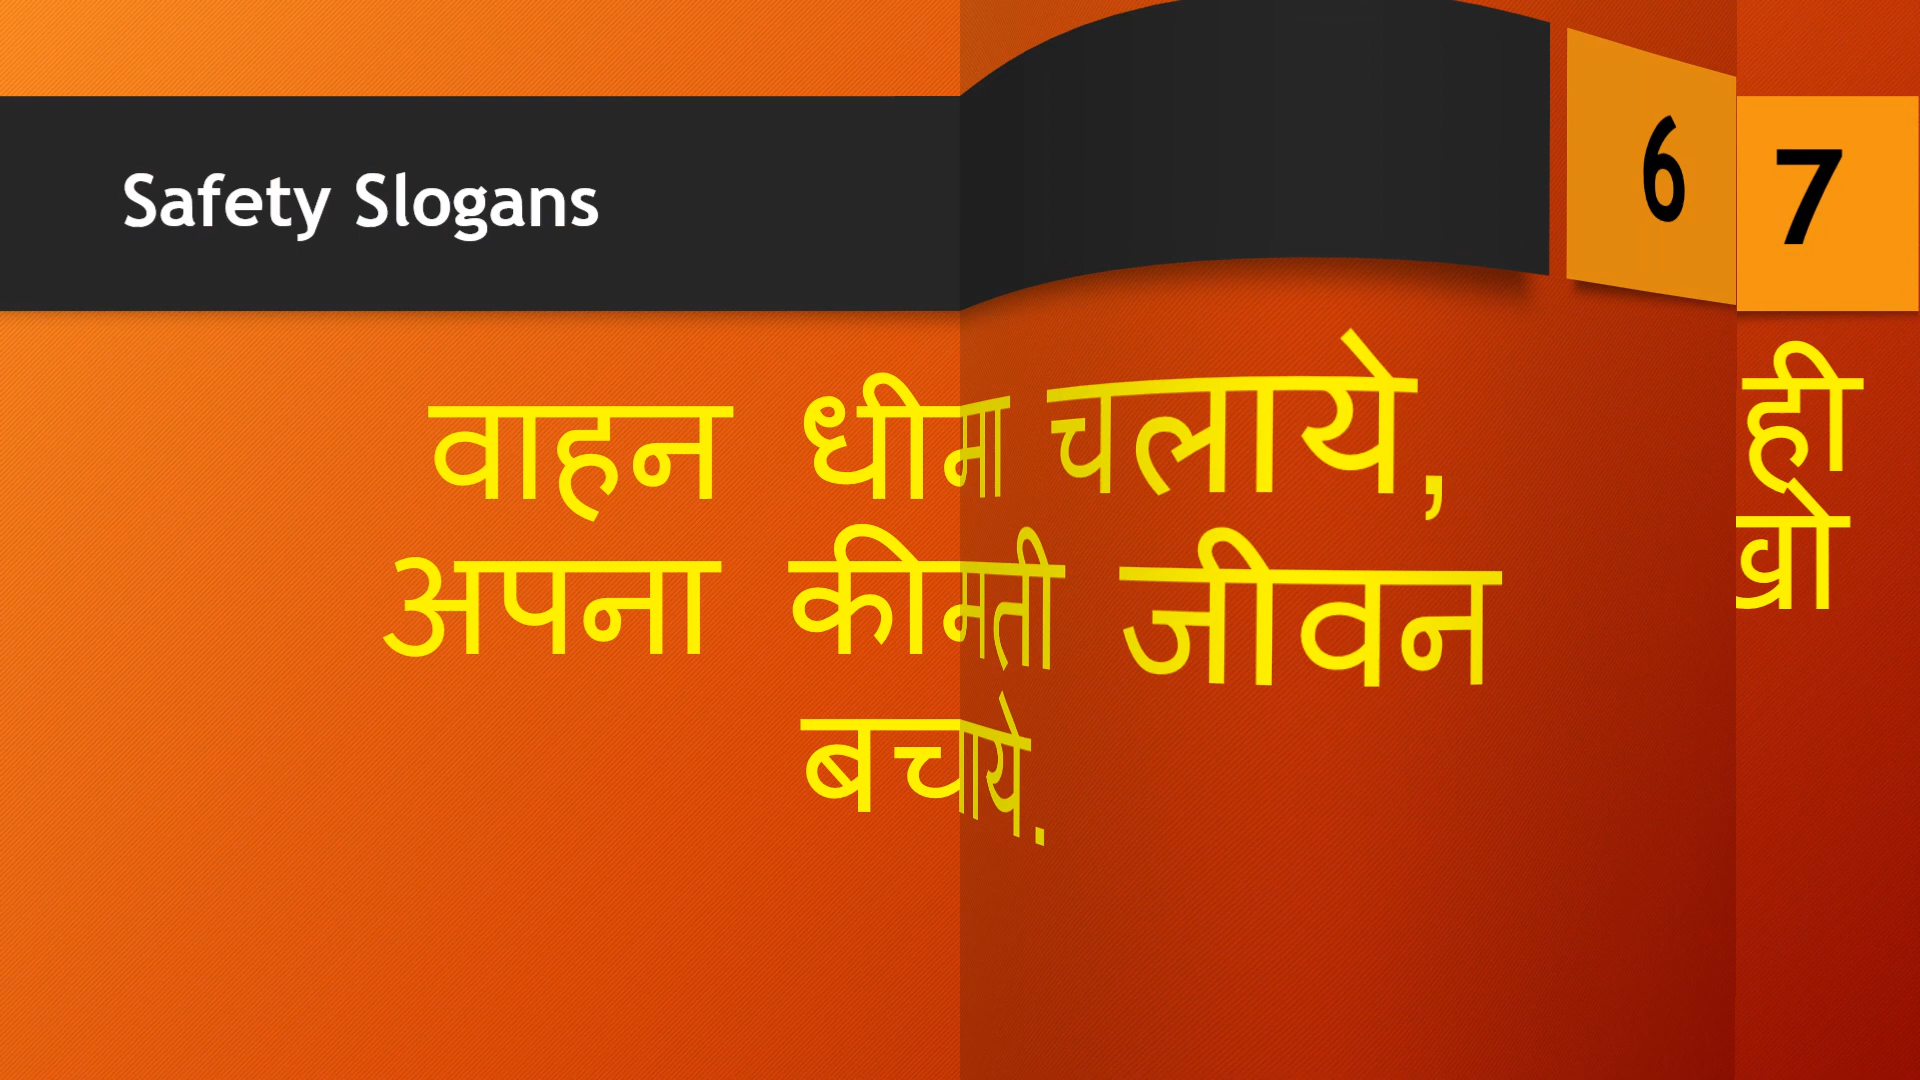 Safety Slogans
6
7
वाहन धीमा चलाये,
अपना कीमती जीवन
बचाये.
ही